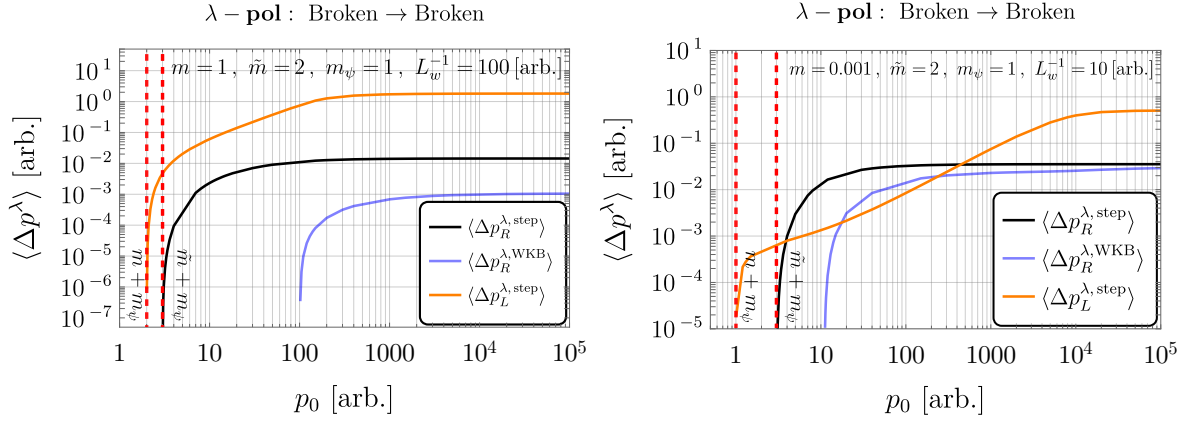 λ − pol : Broken → Broken
m = 1 , m̃ = 2 , m_ψ = 1 , L_w^{-1} = 100 [arb.]
⟨Δp^λ⟩ [arb.]
10^1
10^0
10^{-1}
10^{-2}
10^{-3}
10^{-4}
10^{-5}
10^{-6}
10^{-7}
m + m_ψ
m̃ + m_ψ
⟨Δp_R^{λ, step}⟩
⟨Δp_R^{λ,WKB}⟩
⟨Δp_L^{λ, step}⟩
1 10 100 1000 10^4 10^5
p_0 [arb.]
λ − pol : Broken → Broken
m = 0.001 , m̃ = 2 , m_ψ = 1 , L_w^{-1} = 10 [arb.]
⟨Δp^λ⟩ [arb.]
10^1
10^0
10^{-1}
10^{-2}
10^{-3}
10^{-4}
10^{-5}
m + m_ψ
m̃ + m_ψ
⟨Δp_R^{λ, step}⟩
⟨Δp_R^{λ,WKB}⟩
⟨Δp_L^{λ, step}⟩
1 10 100 1000 10^4 10^5
p_0 [arb.]